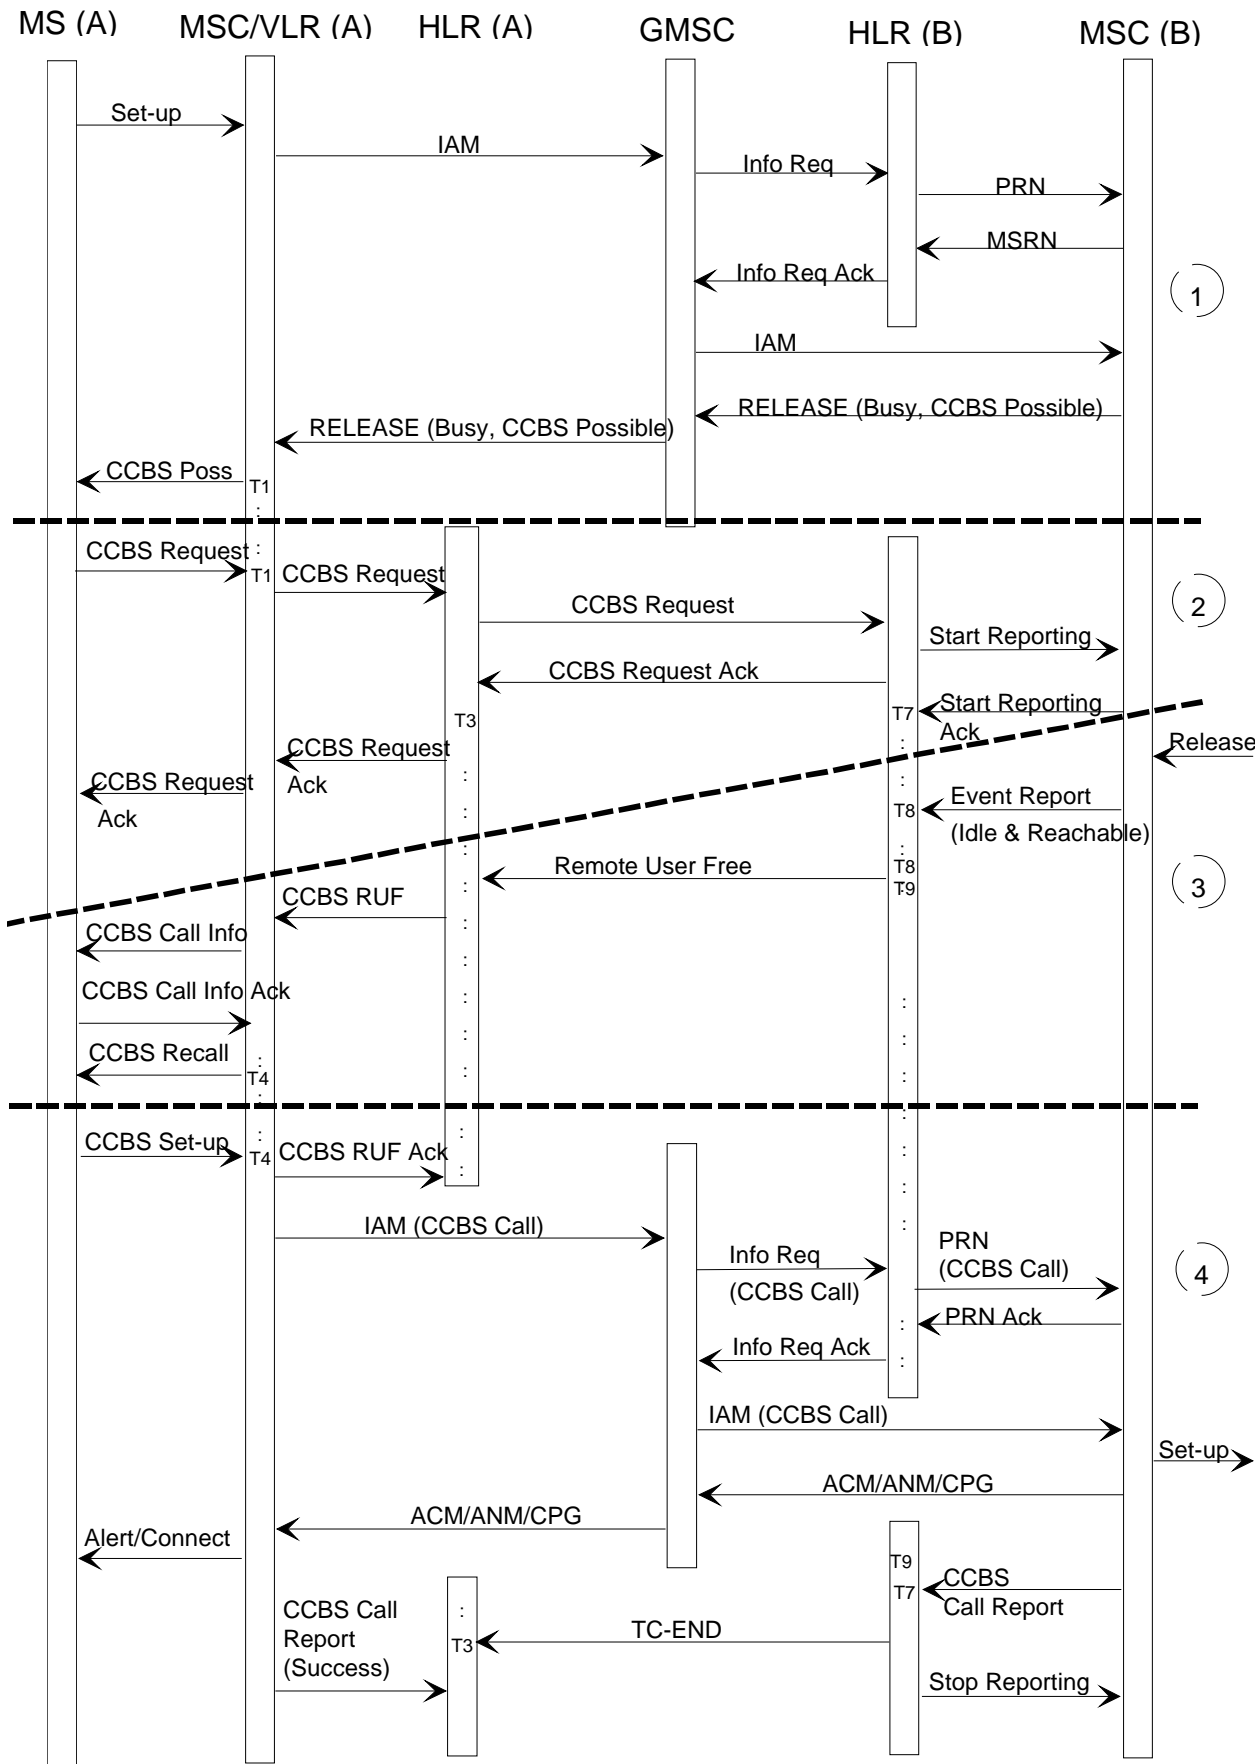 MS (A) MSC/VLR (A) HLR (A) GMSC HLR (B) MSC (B)
Set-up
IAM
Info Req
PRN
MSRN
Info Req Ack
1
IAM
RELEASE (Busy, CCBS Possible)
RELEASE (Busy, CCBS Possible)
CCBS Poss
T1
CCBS Request
T1
CCBS Request
CCBS Request
2
Start Reporting
CCBS Request Ack
Start Reporting
Ack
T3
T7
CCBS Request
Ack
Release
CCBS Request
Ack
T8
Event Report
(Idle & Reachable)
Remote User Free
T8
T9
3
CCBS RUF
CCBS Call Info
CCBS Call Info Ack
CCBS Recall
T4
CCBS Set-up
T4
CCBS RUF Ack
IAM (CCBS Call)
Info Req
(CCBS Call)
PRN
(CCBS Call)
4
PRN Ack
Info Req Ack
IAM (CCBS Call)
Set-up
ACM/ANM/CPG
ACM/ANM/CPG
Alert/Connect
T9
T7
CCBS
Call Report
CCBS Call
Report
(Success)
T3
TC-END
Stop Reporting